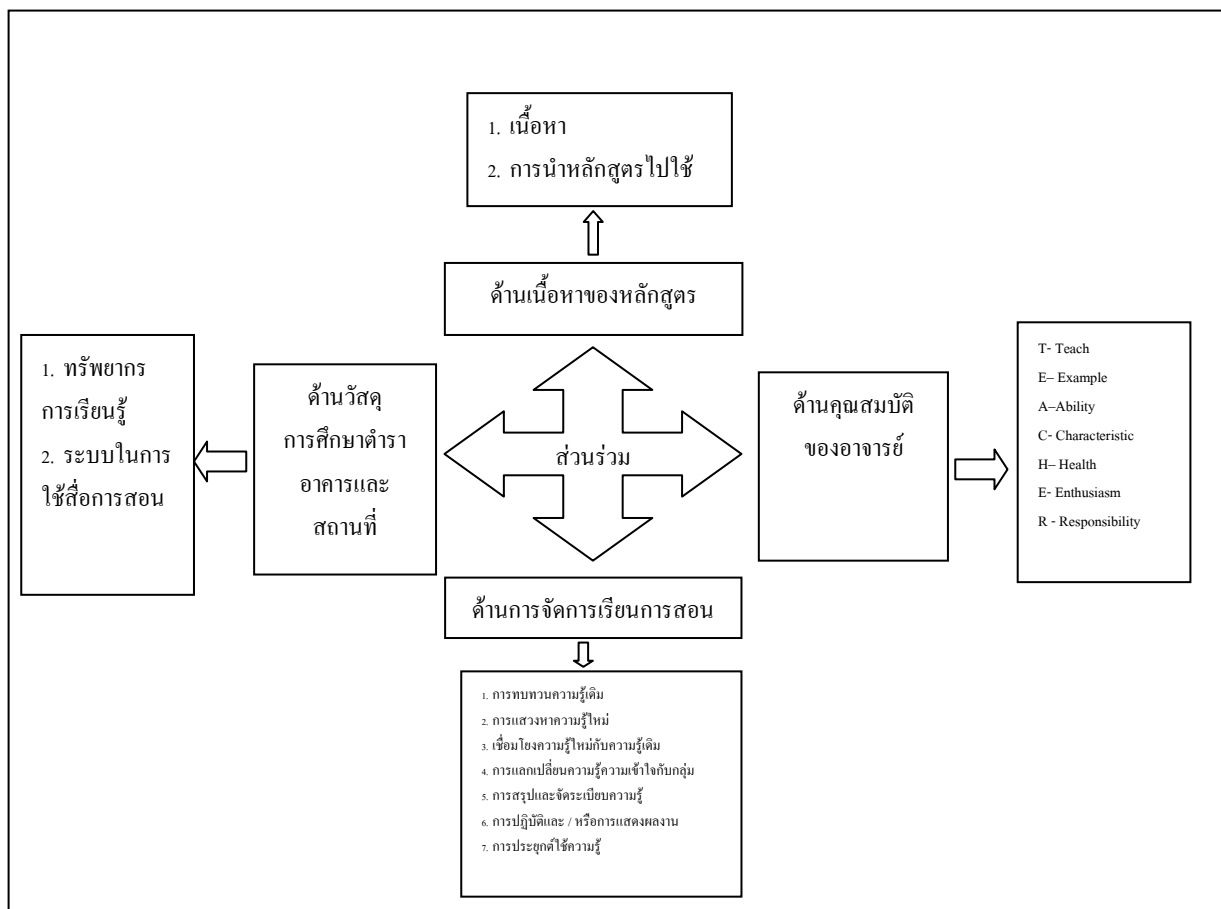 1. เนื้อหา
2. การนำหลักสูตรไปใช้
ด้านเนื้อหาของหลักสูตร
1. ทรัพยากร
การเรียนรู้
2. ระบบในการ
ใช้สื่อการสอน
ด้านวัสดุ
การศึกษาตำรา
อาคารและ
สถานที่
ส่วนร่วม
ด้านคุณสมบัติ
ของอาจารย์
T- Teach
E– Example
A–Ability
C- Characteristic
H– Health
E- Enthusiasm
R - Responsibility
ด้านการจัดการเรียนการสอน
1. การทบทวนความรู้เดิม
2. การแสวงหาความรู้ใหม่
3. เชื่อมโยงความรู้ใหม่กับความรู้เดิม
4. การแลกเปลี่ยนความรู้ความเข้าใจกับกลุ่ม
5. การสรุปและจัดระเบียบความรู้
6. การปฏิบัติและ / หรือการแสดงผลงาน
7. การประยุกต์ใช้ความรู้